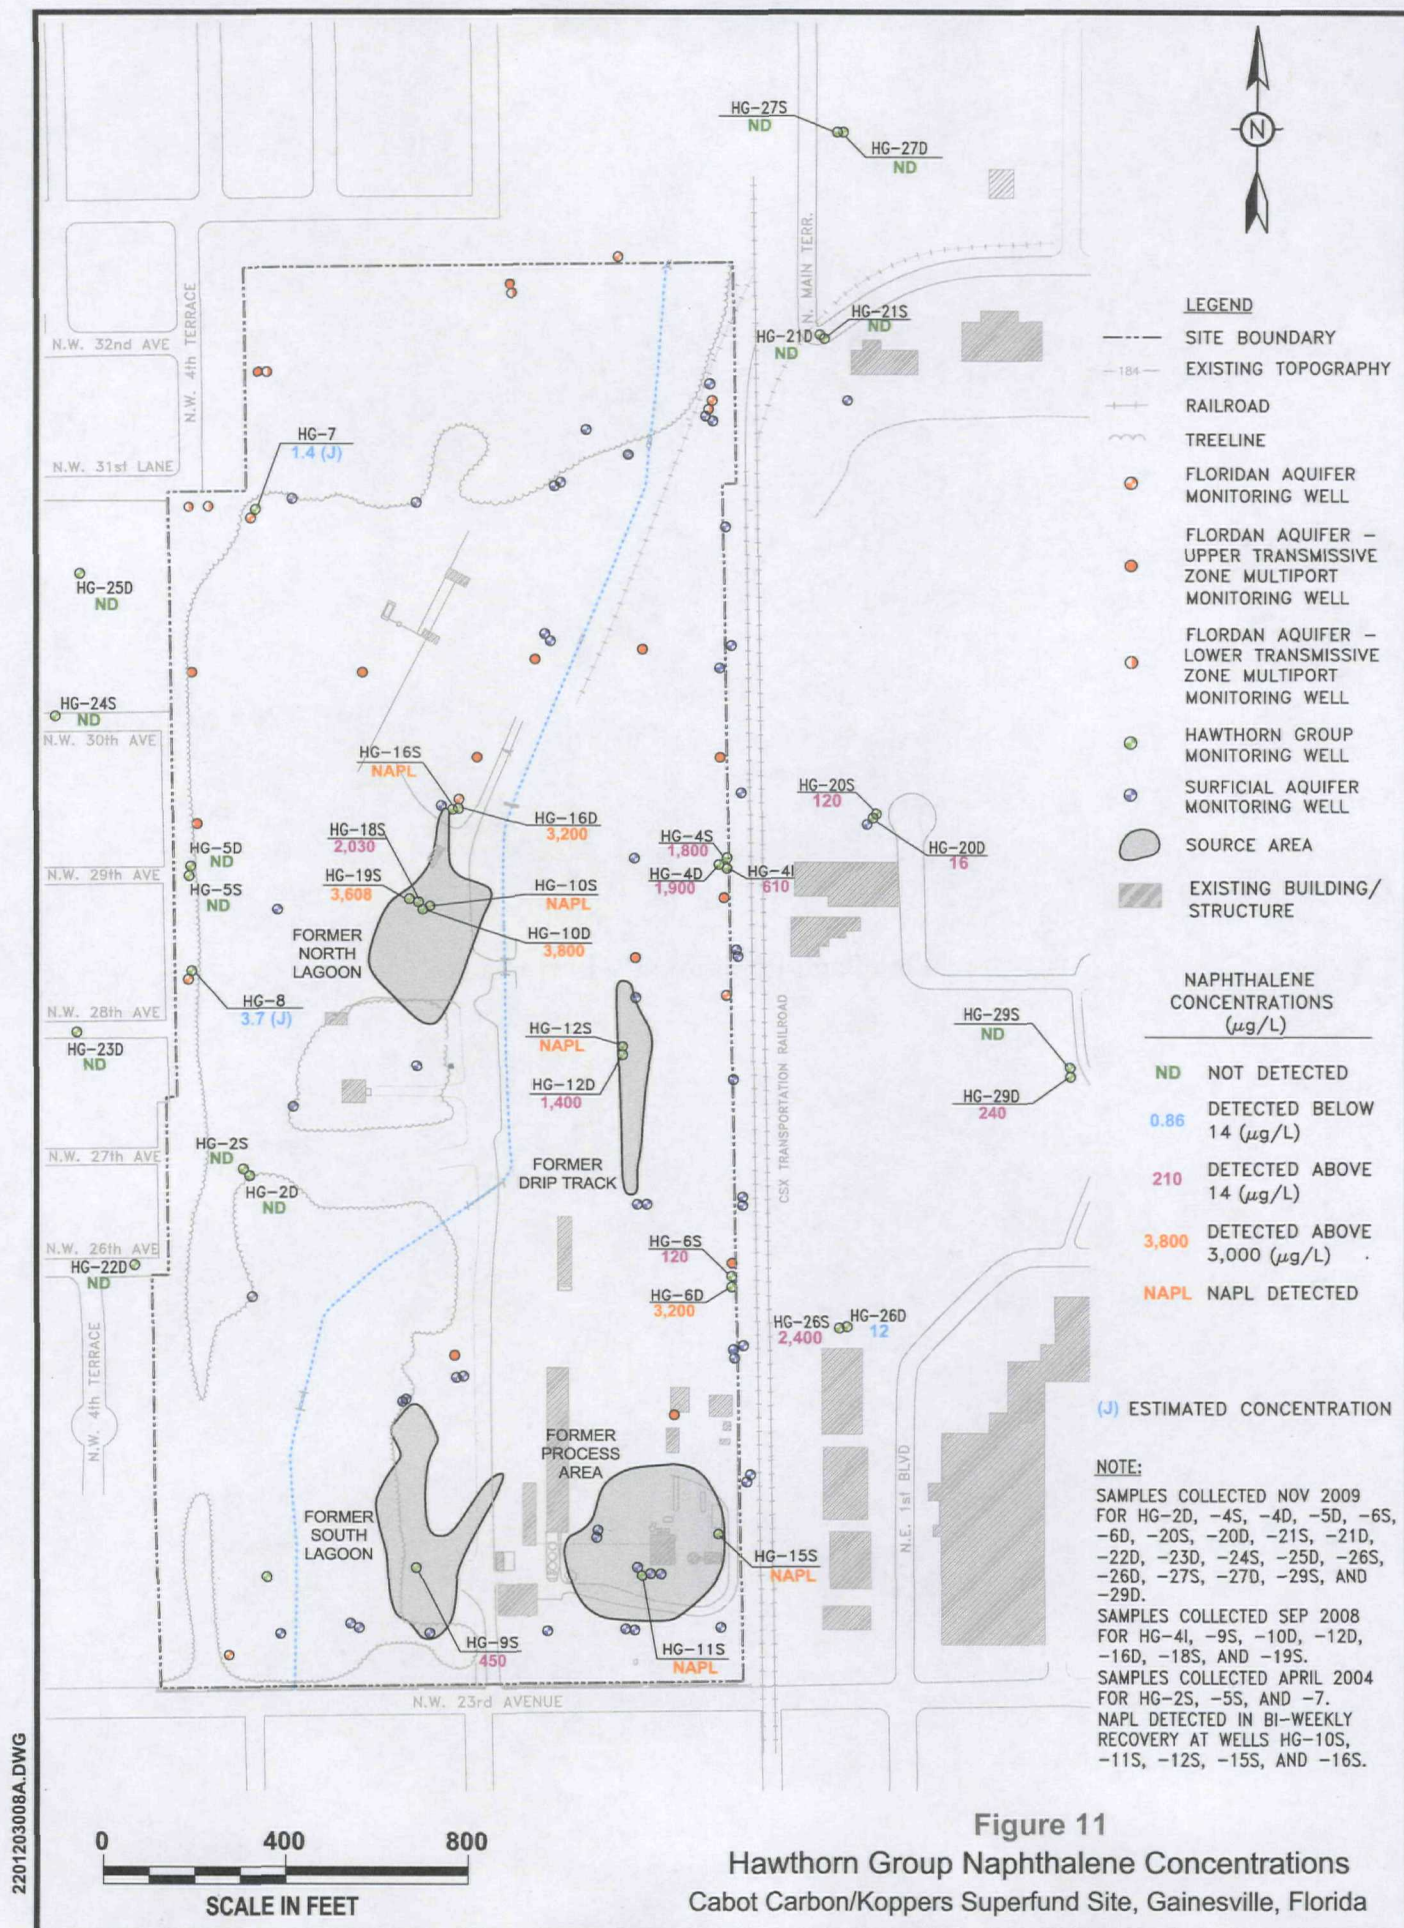 HG-27S
ND
HG-27D
ND
N. MAIN TERR.
N.W. 4th TERRACE
N.W. 32nd AVE
HG-21S
ND
HG-21D
ND
HG-7
1.4 (J)
N.W. 31st LANE
HG-25D
ND
HG-24S
ND
N.W. 30th AVE
HG-16S
NAPL
HG-16D
3,200
HG-18S
2,030
HG-19S
3,608
HG-10S
NAPL
HG-10D
3,800
HG-4S
1,800
HG-4D
1,900
HG-4I
610
HG-20S
120
HG-20D
16
HG-5D
ND
N.W. 29th AVE
HG-5S
ND
FORMER
NORTH
LAGOON
HG-8
3.7 (J)
N.W. 28th AVE
HG-23D
ND
HG-12S
NAPL
HG-12D
1,400
CSX TRANSPORTATION RAILROAD
HG-29S
ND
HG-29D
240
HG-2S
ND
N.W. 27th AVE
HG-2D
ND
FORMER
DRIP TRACK
N.W. 26th AVE
HG-22D
ND
HG-6S
120
HG-6D
3,200
HG-26S
2,400
HG-26D
12
N.W. 4th TERRACE
FORMER
PROCESS
AREA
FORMER
SOUTH
LAGOON
N.E. 1st BLVD
HG-15S
NAPL
HG-9S
450
HG-11S
NAPL
N.W. 23rd AVENUE
N
LEGEND
SITE BOUNDARY
184
EXISTING TOPOGRAPHY
RAILROAD
TREELINE
FLORIDAN AQUIFER
MONITORING WELL
FLORDAN AQUIFER –
UPPER TRANSMISSIVE
ZONE MULTIPORT
MONITORING WELL
FLORDAN AQUIFER –
LOWER TRANSMISSIVE
ZONE MULTIPORT
MONITORING WELL
HAWTHORN GROUP
MONITORING WELL
SURFICIAL AQUIFER
MONITORING WELL
SOURCE AREA
EXISTING BUILDING/
STRUCTURE
NAPHTHALENE
CONCENTRATIONS
(µg/L)
ND NOT DETECTED
0.86 DETECTED BELOW
14 (µg/L)
210 DETECTED ABOVE
14 (µg/L)
3,800 DETECTED ABOVE
3,000 (µg/L)
NAPL NAPL DETECTED
(J) ESTIMATED CONCENTRATION
NOTE:
SAMPLES COLLECTED NOV 2009
FOR HG-2D, -4S, -4D, -5D, -6S,
-6D, -20S, -20D, -21S, -21D,
-22D, -23D, -24S, -25D, -26S,
-26D, -27S, -27D, -29S, AND
-29D.
SAMPLES COLLECTED SEP 2008
FOR HG-4I, -9S, -10D, -12D,
-16D, -18S, AND -19S.
SAMPLES COLLECTED APRIL 2004
FOR HG-2S, -5S, AND -7.
NAPL DETECTED IN BI-WEEKLY
RECOVERY AT WELLS HG-10S,
-11S, -12S, -15S, AND -16S.
2201203008A.DWG
0 400 800
SCALE IN FEET
Figure 11
Hawthorn Group Naphthalene Concentrations
Cabot Carbon/Koppers Superfund Site, Gainesville, Florida